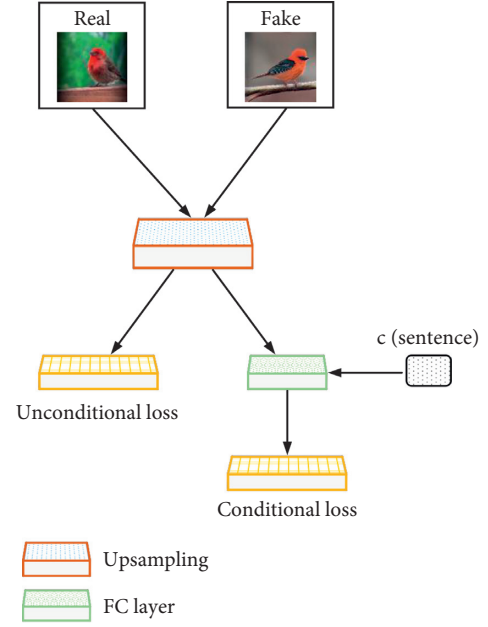 Real
Fake
c (sentence)
Unconditional loss
Conditional loss
Upsampling
FC layer